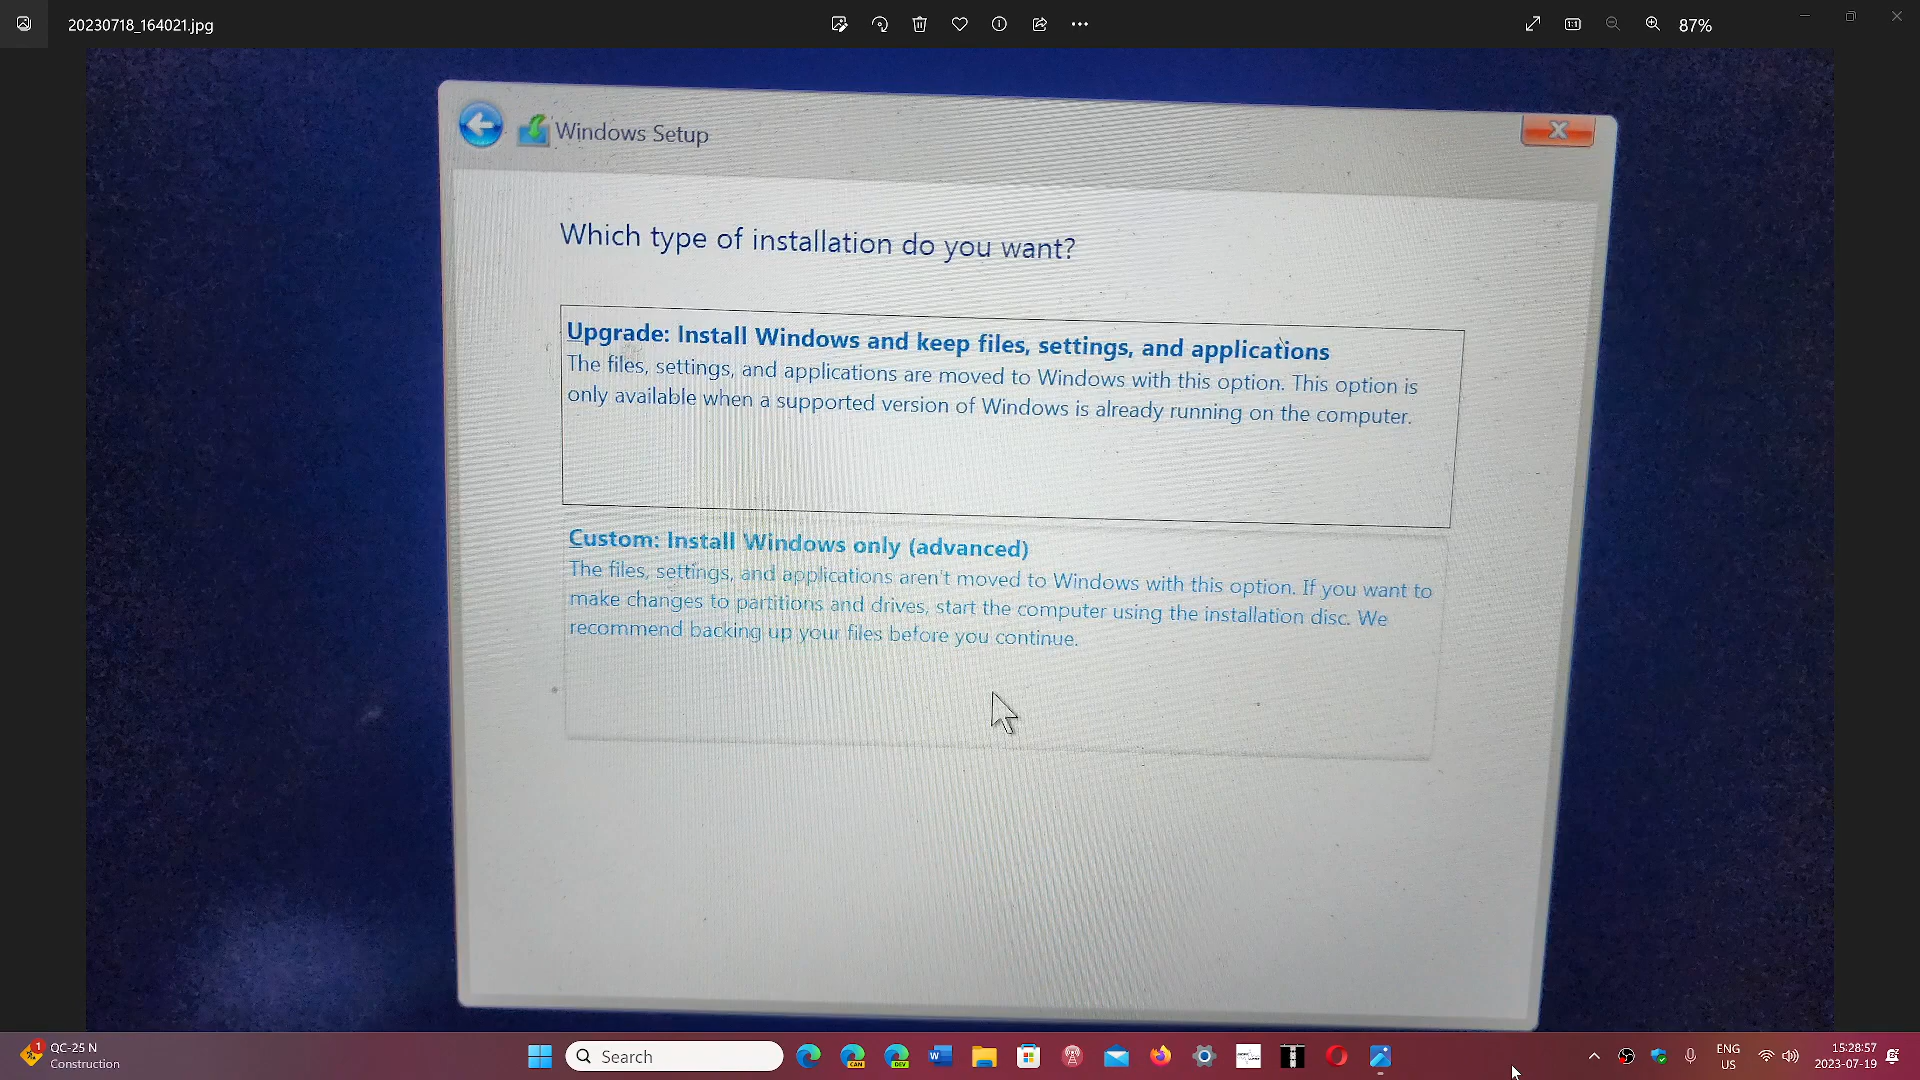 20230718_164021.jpg
87%
Windows Setup
Which type of installation do you want?
Upgrade: Install Windows and keep files, settings, and applications
The files, settings, and applications are moved to Windows with this option. This option is
only available when a supported version of Windows is already running on the computer.
Custom: Install Windows only (advanced)
The files, settings, and applications aren't moved to Windows with this option. If you want to
make changes to partitions and drives, start the computer using the installation disc. We
recommend backing up your files before you continue.
1
QC-25 N
Construction
Search
CAN
DEV
W
ENG
US
15:28:57
2023-07-19